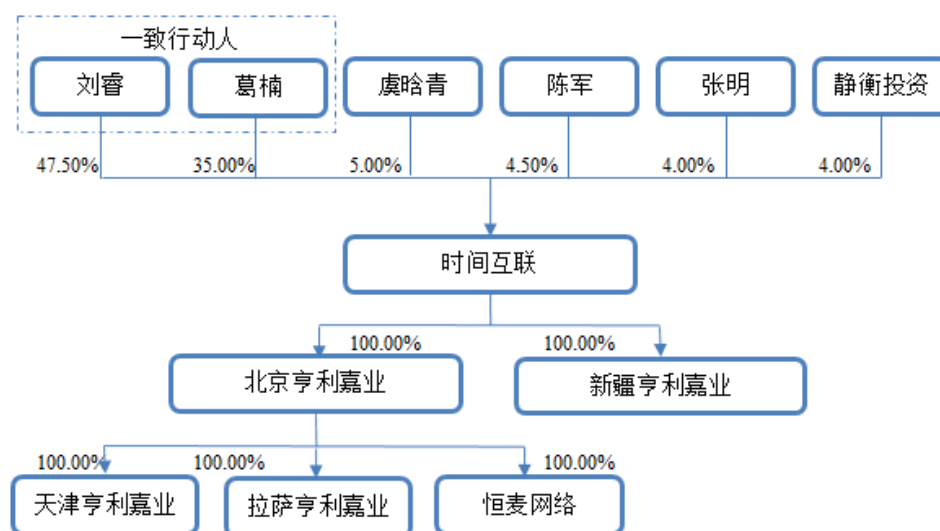 一致行动人
刘睿 葛楠 虞晗青 陈军 张明 静衡投资
47.50% 35.00% 5.00% 4.50% 4.00% 4.00%
时间互联
100.00% 100.00%
北京亨利嘉业 新疆亨利嘉业
100.00% 100.00% 100.00%
天津亨利嘉业 拉萨亨利嘉业 恒麦网络